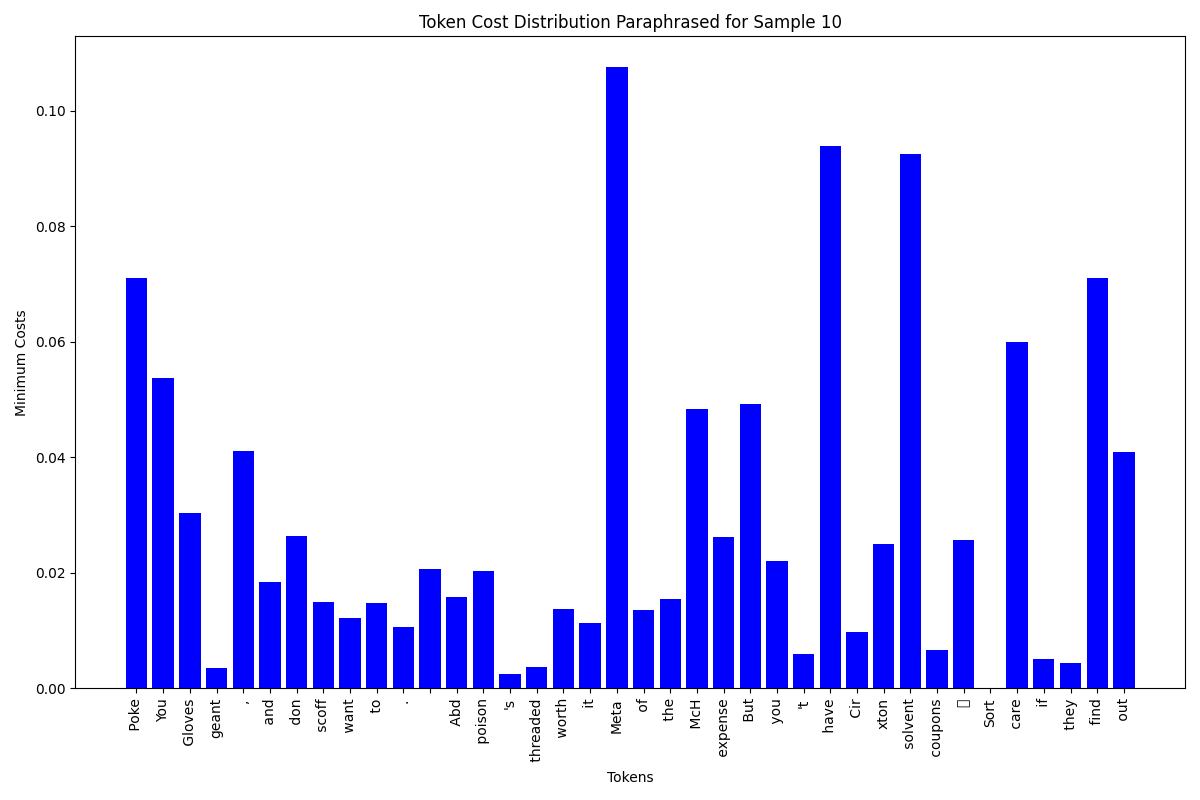 Token Cost Distribution Paraphrased for Sample 10
Minimum Costs
0.10
0.08
0.06
0.04
0.02
0.00
Poke
You
Gloves
geant
,
and
don
scoff
want
to
.
Abd
poison
's
threaded
worth
it
Meta
of
the
McH
expense
But
you
't
have
Cir
xton
solvent
coupons
Sort
care
if
they
find
out
Tokens